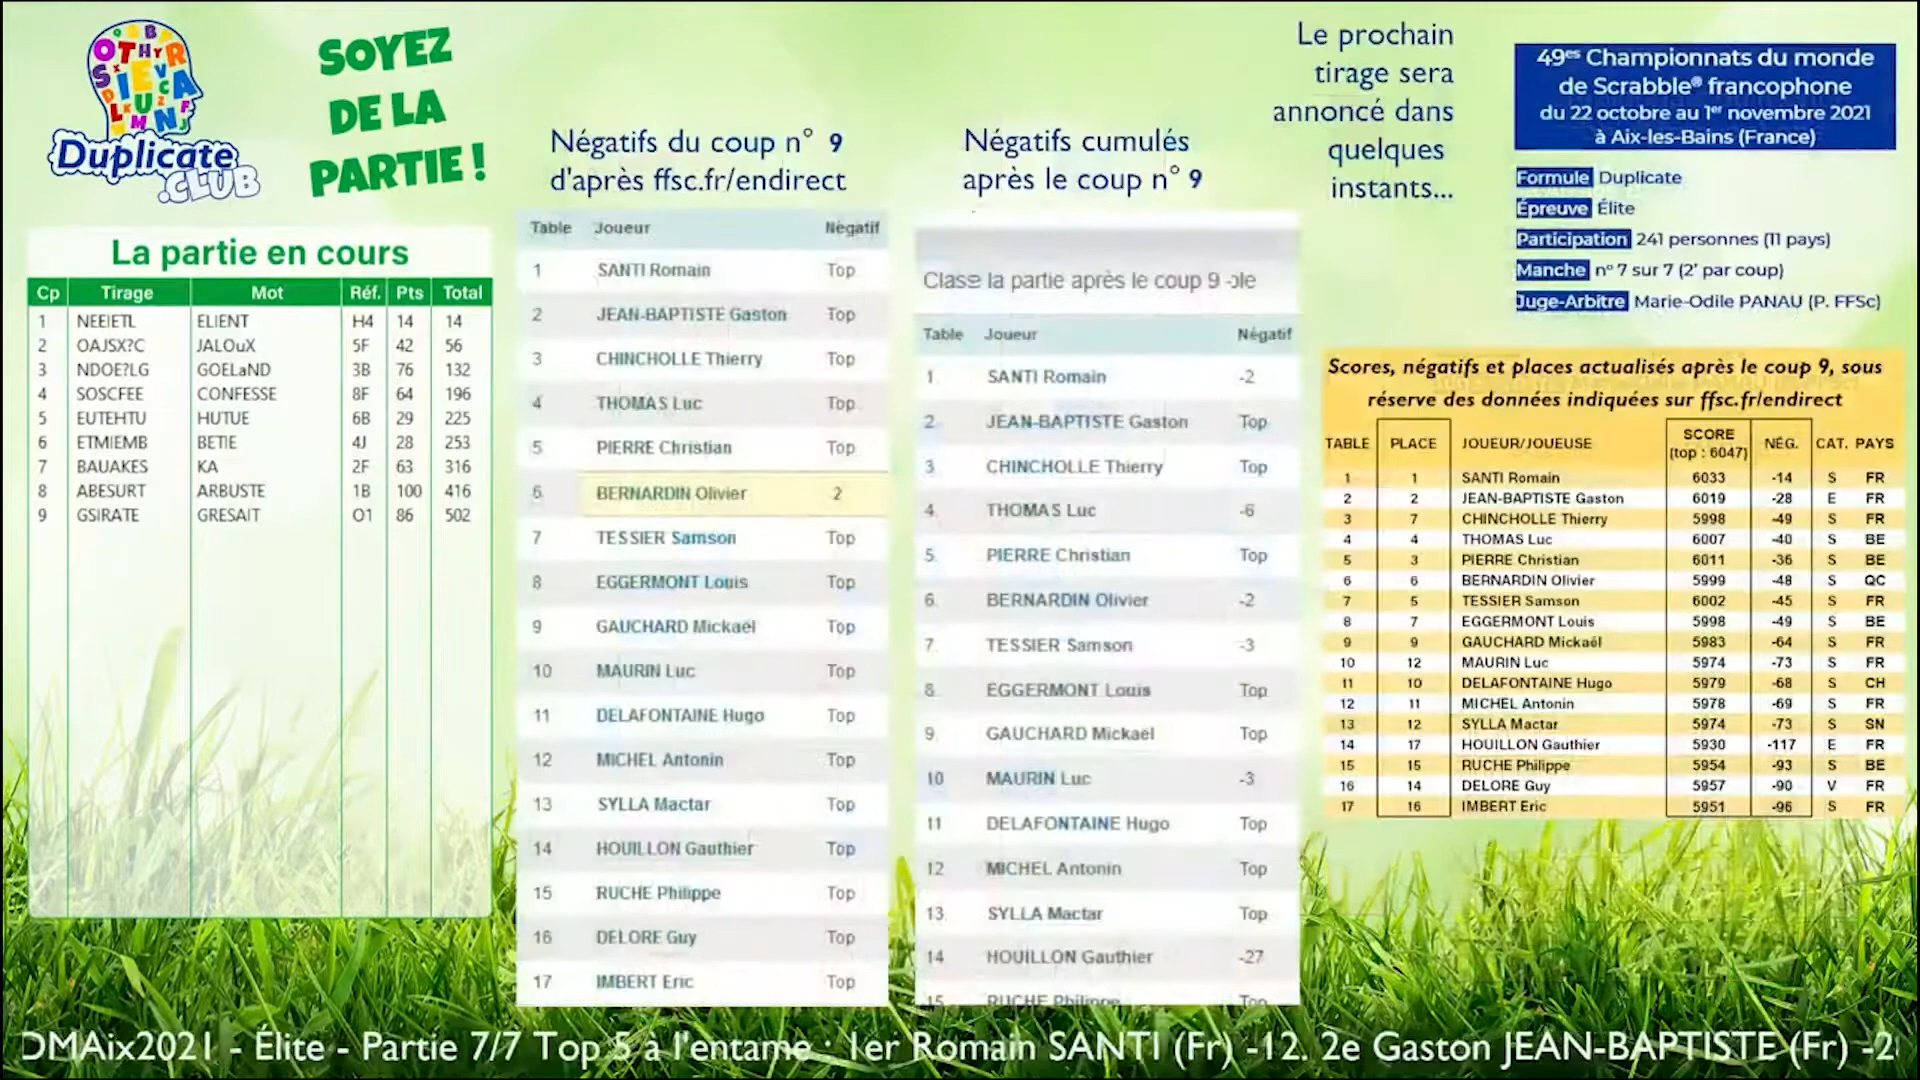 Duplicate
.CLUB
SOYEZ
DE LA
PARTIE !
La partie en cours
Cp Tirage Mot Réf. Pts Total
1 NEEIETL ELIENT H4 14 14
2 OAJSX?C JALOuX 5F 42 56
3 NDOE?LG GOELaND 3B 76 132
4 SOSCFEE CONFESSE 8F 64 196
5 EUTEHTU HUTUE 6B 29 225
6 ETMIEMB BETIE 4J 28 253
7 BAUAKES KA 2F 63 316
8 ABESURT ARBUSTE 1B 100 416
9 GSIRATE GRESAIT O1 86 502
Négatifs du coup n° 9
d'après ffsc.fr/endirect
Table Joueur Négatif
1 SANTI Romain Top
2 JEAN-BAPTISTE Gaston Top
3 CHINCHOLLE Thierry Top
4 THOMAS Luc Top
5 PIERRE Christian Top
6 BERNARDIN Olivier 2
7 TESSIER Samson Top
8 EGGERMONT Louis Top
9 GAUCHARD Mickaël Top
10 MAURIN Luc Top
11 DELAFONTAINE Hugo Top
12 MICHEL Antonin Top
13 SYLLA Mactar Top
14 HOUILLON Gauthier Top
15 RUCHE Philippe Top
16 DELORE Guy Top
17 IMBERT Eric Top
Négatifs cumulés
après le coup n° 9
la partie après le coup 9
Table Joueur Négatif
1. SANTI Romain -2
2. JEAN-BAPTISTE Gaston Top
3. CHINCHOLLE Thierry Top
4. THOMAS Luc -6
5. PIERRE Christian Top
6. BERNARDIN Olivier -2
7. TESSIER Samson -3
8. EGGERMONT Louis Top
9. GAUCHARD Mickaël Top
10 MAURIN Luc -3
11 DELAFONTAINE Hugo Top
12 MICHEL Antonin Top
13. SYLLA Mactar Top
14 HOUILLON Gauthier -27
15 RUCHE Philippe Top
Le prochain
tirage sera
annoncé dans
quelques
instants...
49es Championnats du monde
de Scrabble® francophone
du 22 octobre au 1er novembre 2021
à Aix-les-Bains (France)
Formule Duplicate
Épreuve Élite
Participation 241 personnes (11 pays)
Manche n° 7 sur 7 (2' par coup)
Juge-Arbitre Marie-Odile PANAU (P. FFSc)
Scores, négatifs et places actualisés après le coup 9, sous
réserve des données indiquées sur ffsc.fr/endirect
TABLE PLACE JOUEUR/JOUEUSE SCORE (top : 6047) NÉG. CAT. PAYS
1 1 SANTI Romain 6033 -14 S FR
2 2 JEAN-BAPTISTE Gaston 6019 -28 E FR
3 7 CHINCHOLLE Thierry 5998 -49 S FR
4 4 THOMAS Luc 6007 -40 S BE
5 3 PIERRE Christian 6011 -36 S BE
6 6 BERNARDIN Olivier 5999 -48 S QC
7 5 TESSIER Samson 6002 -45 S FR
8 7 EGGERMONT Louis 5998 -49 S BE
9 9 GAUCHARD Mickaël 5983 -64 S FR
10 12 MAURIN Luc 5974 -73 S FR
11 10 DELAFONTAINE Hugo 5979 -68 S CH
12 11 MICHEL Antonin 5978 -69 S FR
13 12 SYLLA Mactar 5974 -73 S SN
14 17 HOUILLON Gauthier 5930 -117 E FR
15 15 RUCHE Philippe 5954 -93 S BE
16 14 DELORE Guy 5957 -90 V FR
17 16 IMBERT Eric 5951 -96 S FR
DMAix2021 - Élite - Partie 7/7 Top 5 à l'entame : 1er Romain SANTI (Fr) -12. 2e Gaston JEAN-BAPTISTE (Fr) -28